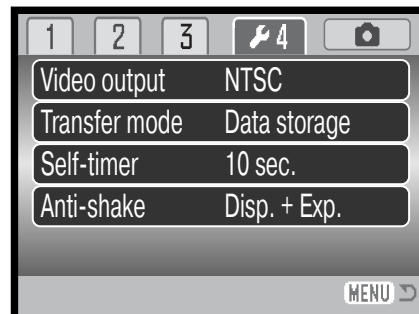 1 2 3 4
Video output NTSC
Transfer mode Data storage
Self-timer 10 sec.
Anti-shake Disp. + Exp.
MENU